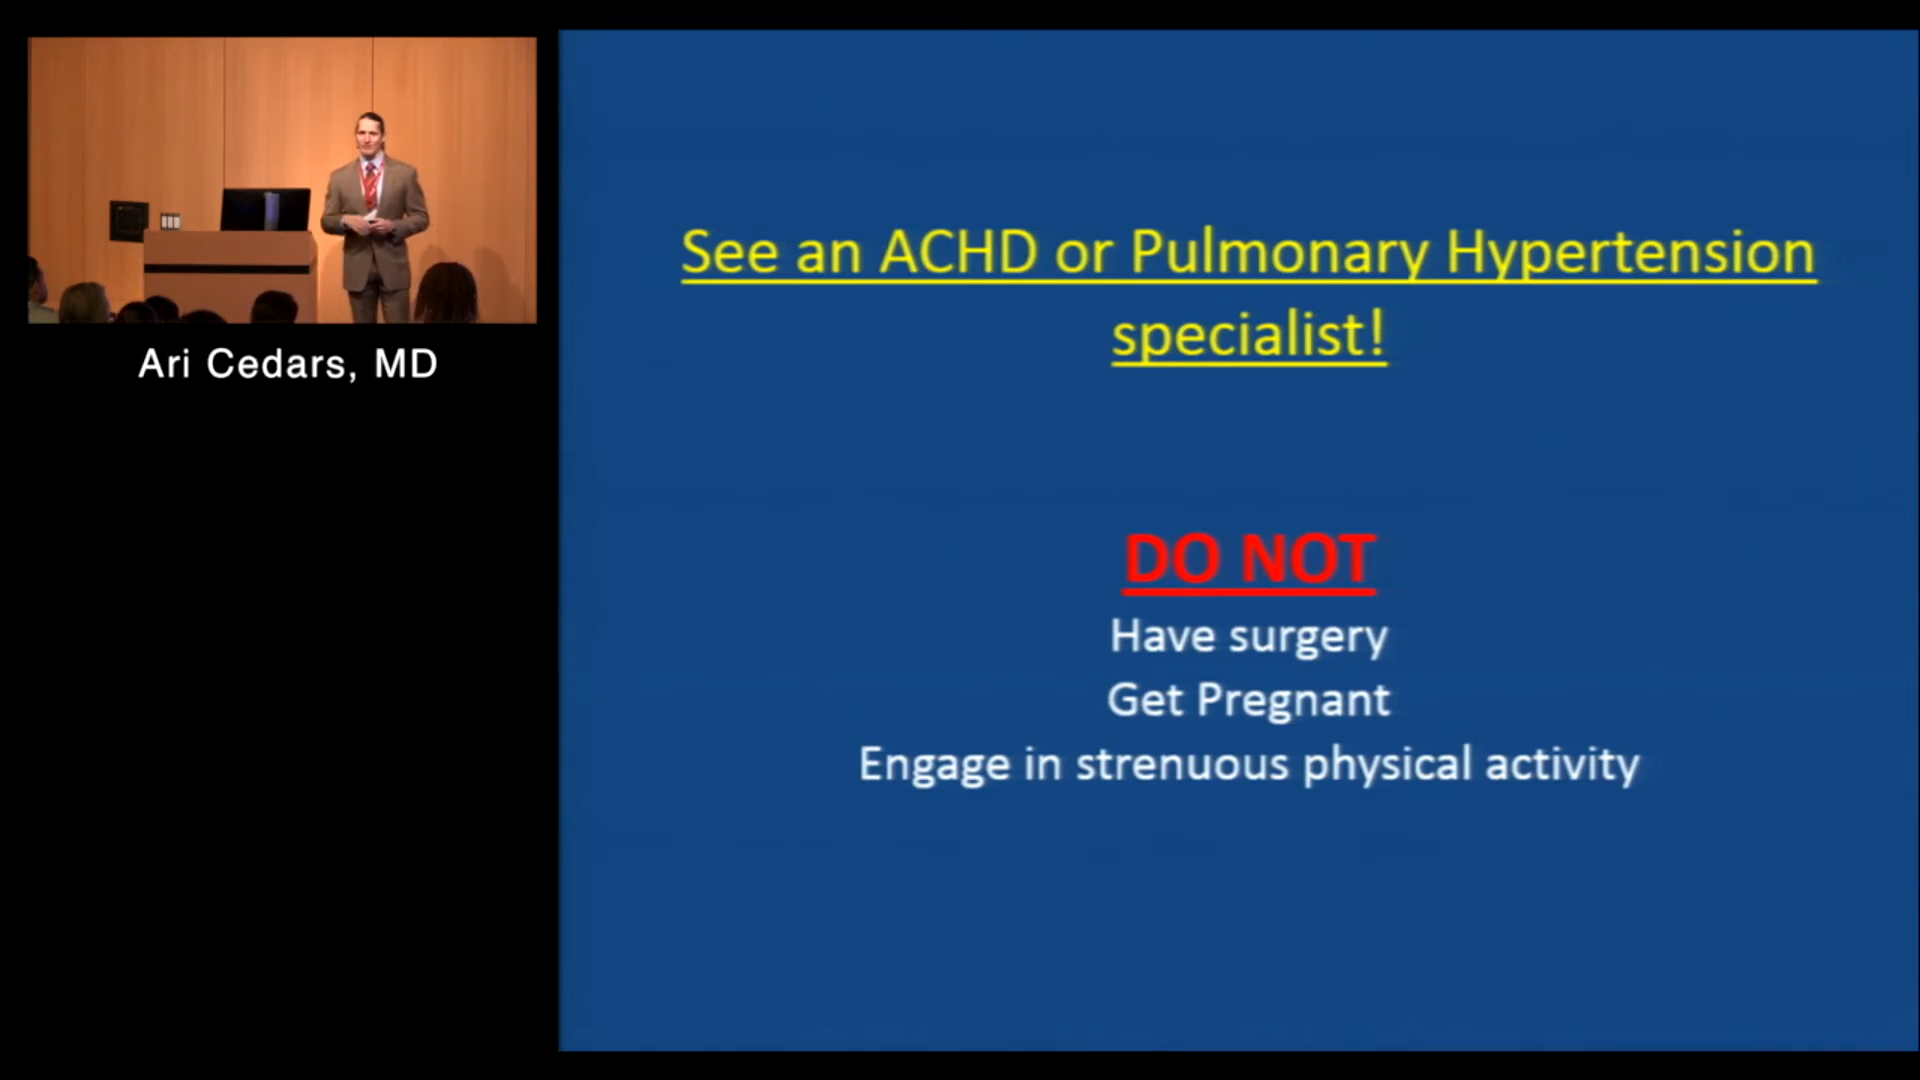 Ari Cedars, MD
See an ACHD or Pulmonary Hypertension
specialist!
DO NOT
Have surgery
Get Pregnant
Engage in strenuous physical activity